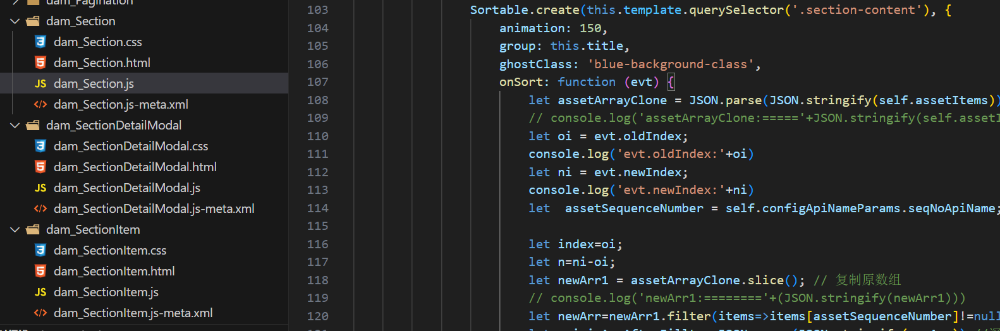 dam_Pagination
dam_Section
dam_Section.css
dam_Section.html
JS dam_Section.js
dam_Section.js-meta.xml
dam_SectionDetailModal
dam_SectionDetailModal.css
dam_SectionDetailModal.html
JS dam_SectionDetailModal.js
dam_SectionDetailModal.js-meta.xml
dam_SectionItem
dam_SectionItem.css
dam_SectionItem.html
JS dam_SectionItem.js
dam_SectionItem.js-meta.xml
103 Sortable.create(this.template.querySelector('.section-content'), {
104 animation: 150,
105 group: this.title,
106 ghostClass: 'blue-background-class',
107 onSort: function (evt) {
108 let assetArrayClone = JSON.parse(JSON.stringify(self.assetItems))
109 // console.log('assetArrayClone:====='+JSON.stringify(self.assetI
110 let oi = evt.oldIndex;
111 console.log('evt.oldIndex:'+oi)
112 let ni = evt.newIndex;
113 console.log('evt.newIndex:'+ni)
114 let  assetSequenceNumber = self.configApiNameParams.seqNoApiName;
115
116 let index=oi;
117 let n=ni-oi;
118 let newArr1 = assetArrayClone.slice(); // 复制原数组
119 // console.log('newArr1:========'+(JSON.stringify(newArr1)))
120 let newArr=newArr1.filter(items=>items[assetSequenceNumber]!=null